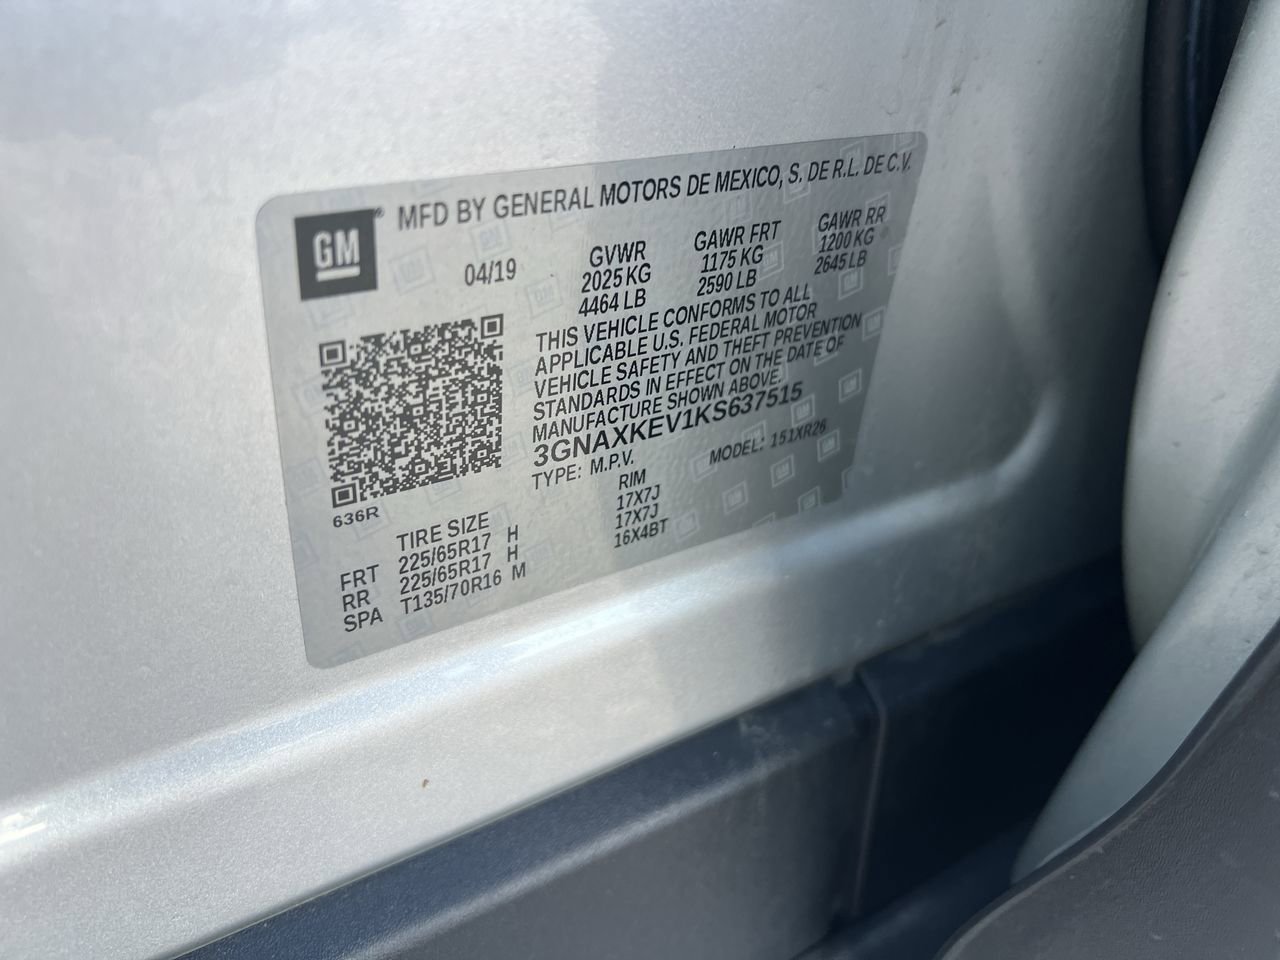 GM
MFD BY GENERAL MOTORS DE MEXICO, S. DE R.L. DE C.V.
04/19
GVWR
2025 KG
4464 LB
GAWR FRT
1175 KG
2590 LB
GAWR RR
1200 KG
2645 LB
THIS VEHICLE CONFORMS TO ALL
APPLICABLE U.S. FEDERAL MOTOR
VEHICLE SAFETY AND THEFT PREVENTION
STANDARDS IN EFFECT ON THE DATE OF
MANUFACTURE SHOWN ABOVE.
3GNAXKEV1KS637515
TYPE: M.P.V. MODEL: 151XR26
636R
TIRE SIZE RIM
FRT 225/65R17 H 17X7J
RR 225/65R17 H 17X7J
SPA T135/70R16 M 16X4BT